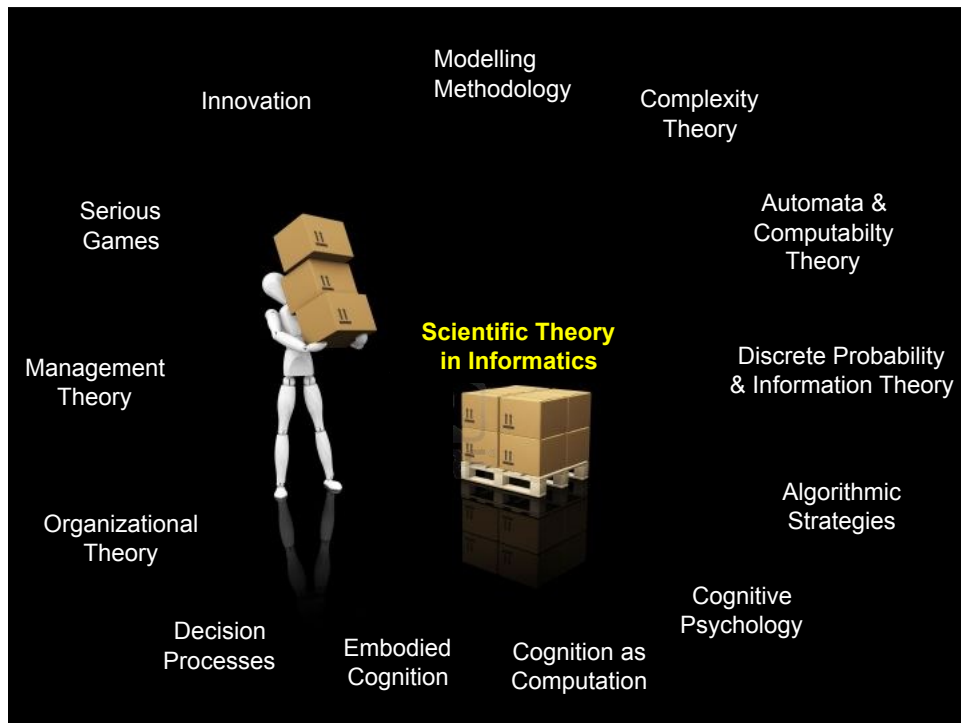 Modelling
Methodology
Innovation
Complexity
Theory
Serious
Games
Automata &
Computabilty
Theory
Scientific Theory
in Informatics
Management
Theory
Discrete Probability
& Information Theory
Algorithmic
Strategies
Organizational
Theory
Cognitive
Psychology
Decision
Processes
Embodied
Cognition
Cognition as
Computation